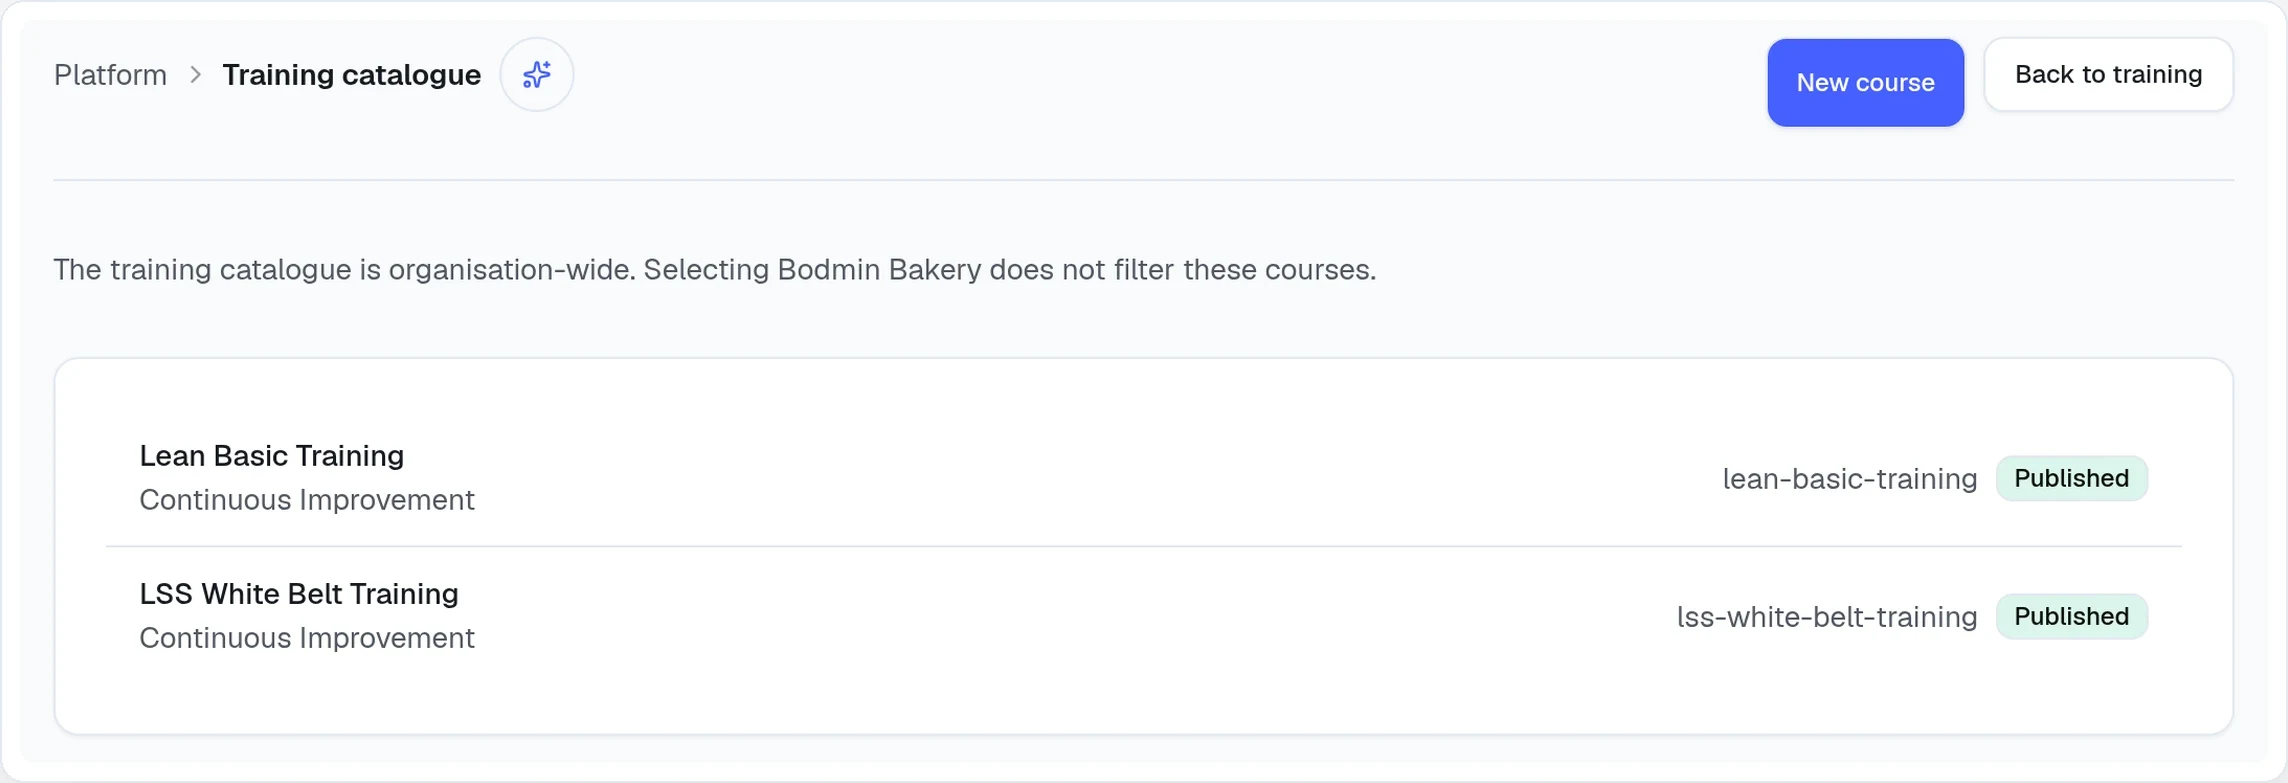 Platform > Training catalogue
New course
Back to training
The training catalogue is organisation-wide. Selecting Bodmin Bakery does not filter these courses.
Lean Basic Training
Continuous Improvement
lean-basic-training
Published
LSS White Belt Training
Continuous Improvement
lss-white-belt-training
Published